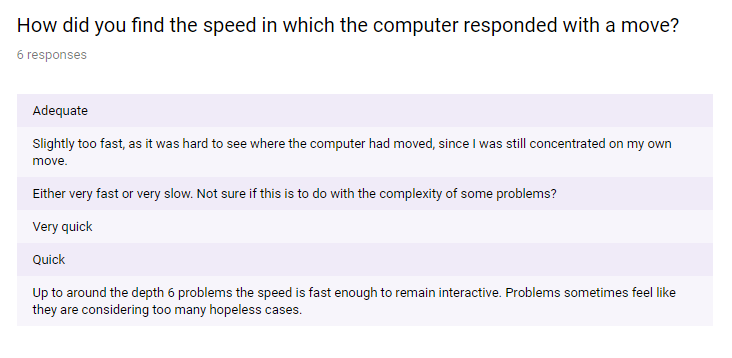 How did you find the speed in which the computer responded with a move?
6 responses
Adequate
Slightly too fast, as it was hard to see where the computer had moved, since I was still concentrated on my own
move.
Either very fast or very slow. Not sure if this is to do with the complexity of some problems?
Very quick
Quick
Up to around the depth 6 problems the speed is fast enough to remain interactive. Problems sometimes feel like
they are considering too many hopeless cases.